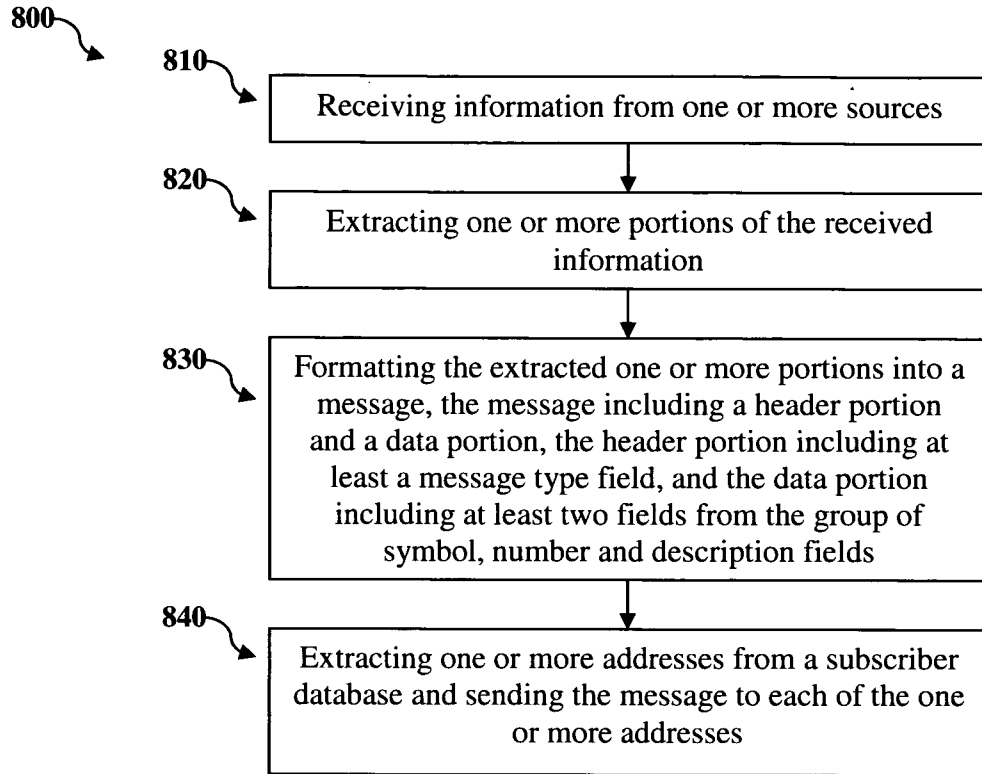 800
810
Receiving information from one or more sources
820
Extracting one or more portions of the received
information
830
Formatting the extracted one or more portions into a
message, the message including a header portion
and a data portion, the header portion including at
least a message type field, and the data portion
including at least two fields from the group of
symbol, number and description fields
840
Extracting one or more addresses from a subscriber
database and sending the message to each of the one
or more addresses